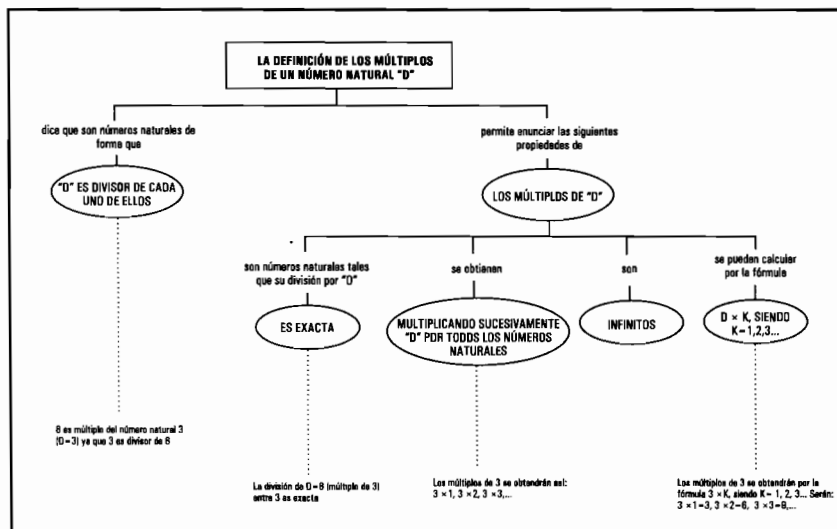 LA DEFINICIÓN DE LOS MÚLTIPLOS
DE UN NÚMERO NATURAL "D"
dice que son números naturales de
forma que
"D" ES DIVISOR DE CADA
UNO DE ELLOS
8 es múltiple del número natural 3
(D=3) ya que 3 es divisor de 8
permite enunciar las siguientes
propiedades de
LOS MÚLTIPLOS DE "D"
son números naturales tales
que su división por "D"
ES EXACTA
La división de D=8 (múltiple de 3)
entre 3 es exacta
se obtienen
MULTIPLICANDO SUCESIVAMENTE
"D" POR TODOS LOS NÚMEROS
NATURALES
Los múltiplos de 3 se obtendrán así:
3 × 1, 3 × 2, 3 × 3,...
son
INFINITOS
se pueden calcular
por la fórmula
D × K, SIENDO
K=1,2,3...
Los múltiplos de 3 se obtendrán por la
fórmula 3 × K, siendo K= 1, 2, 3... Serán:
3 × 1=3, 3 × 2=6, 3 × 3=9,...